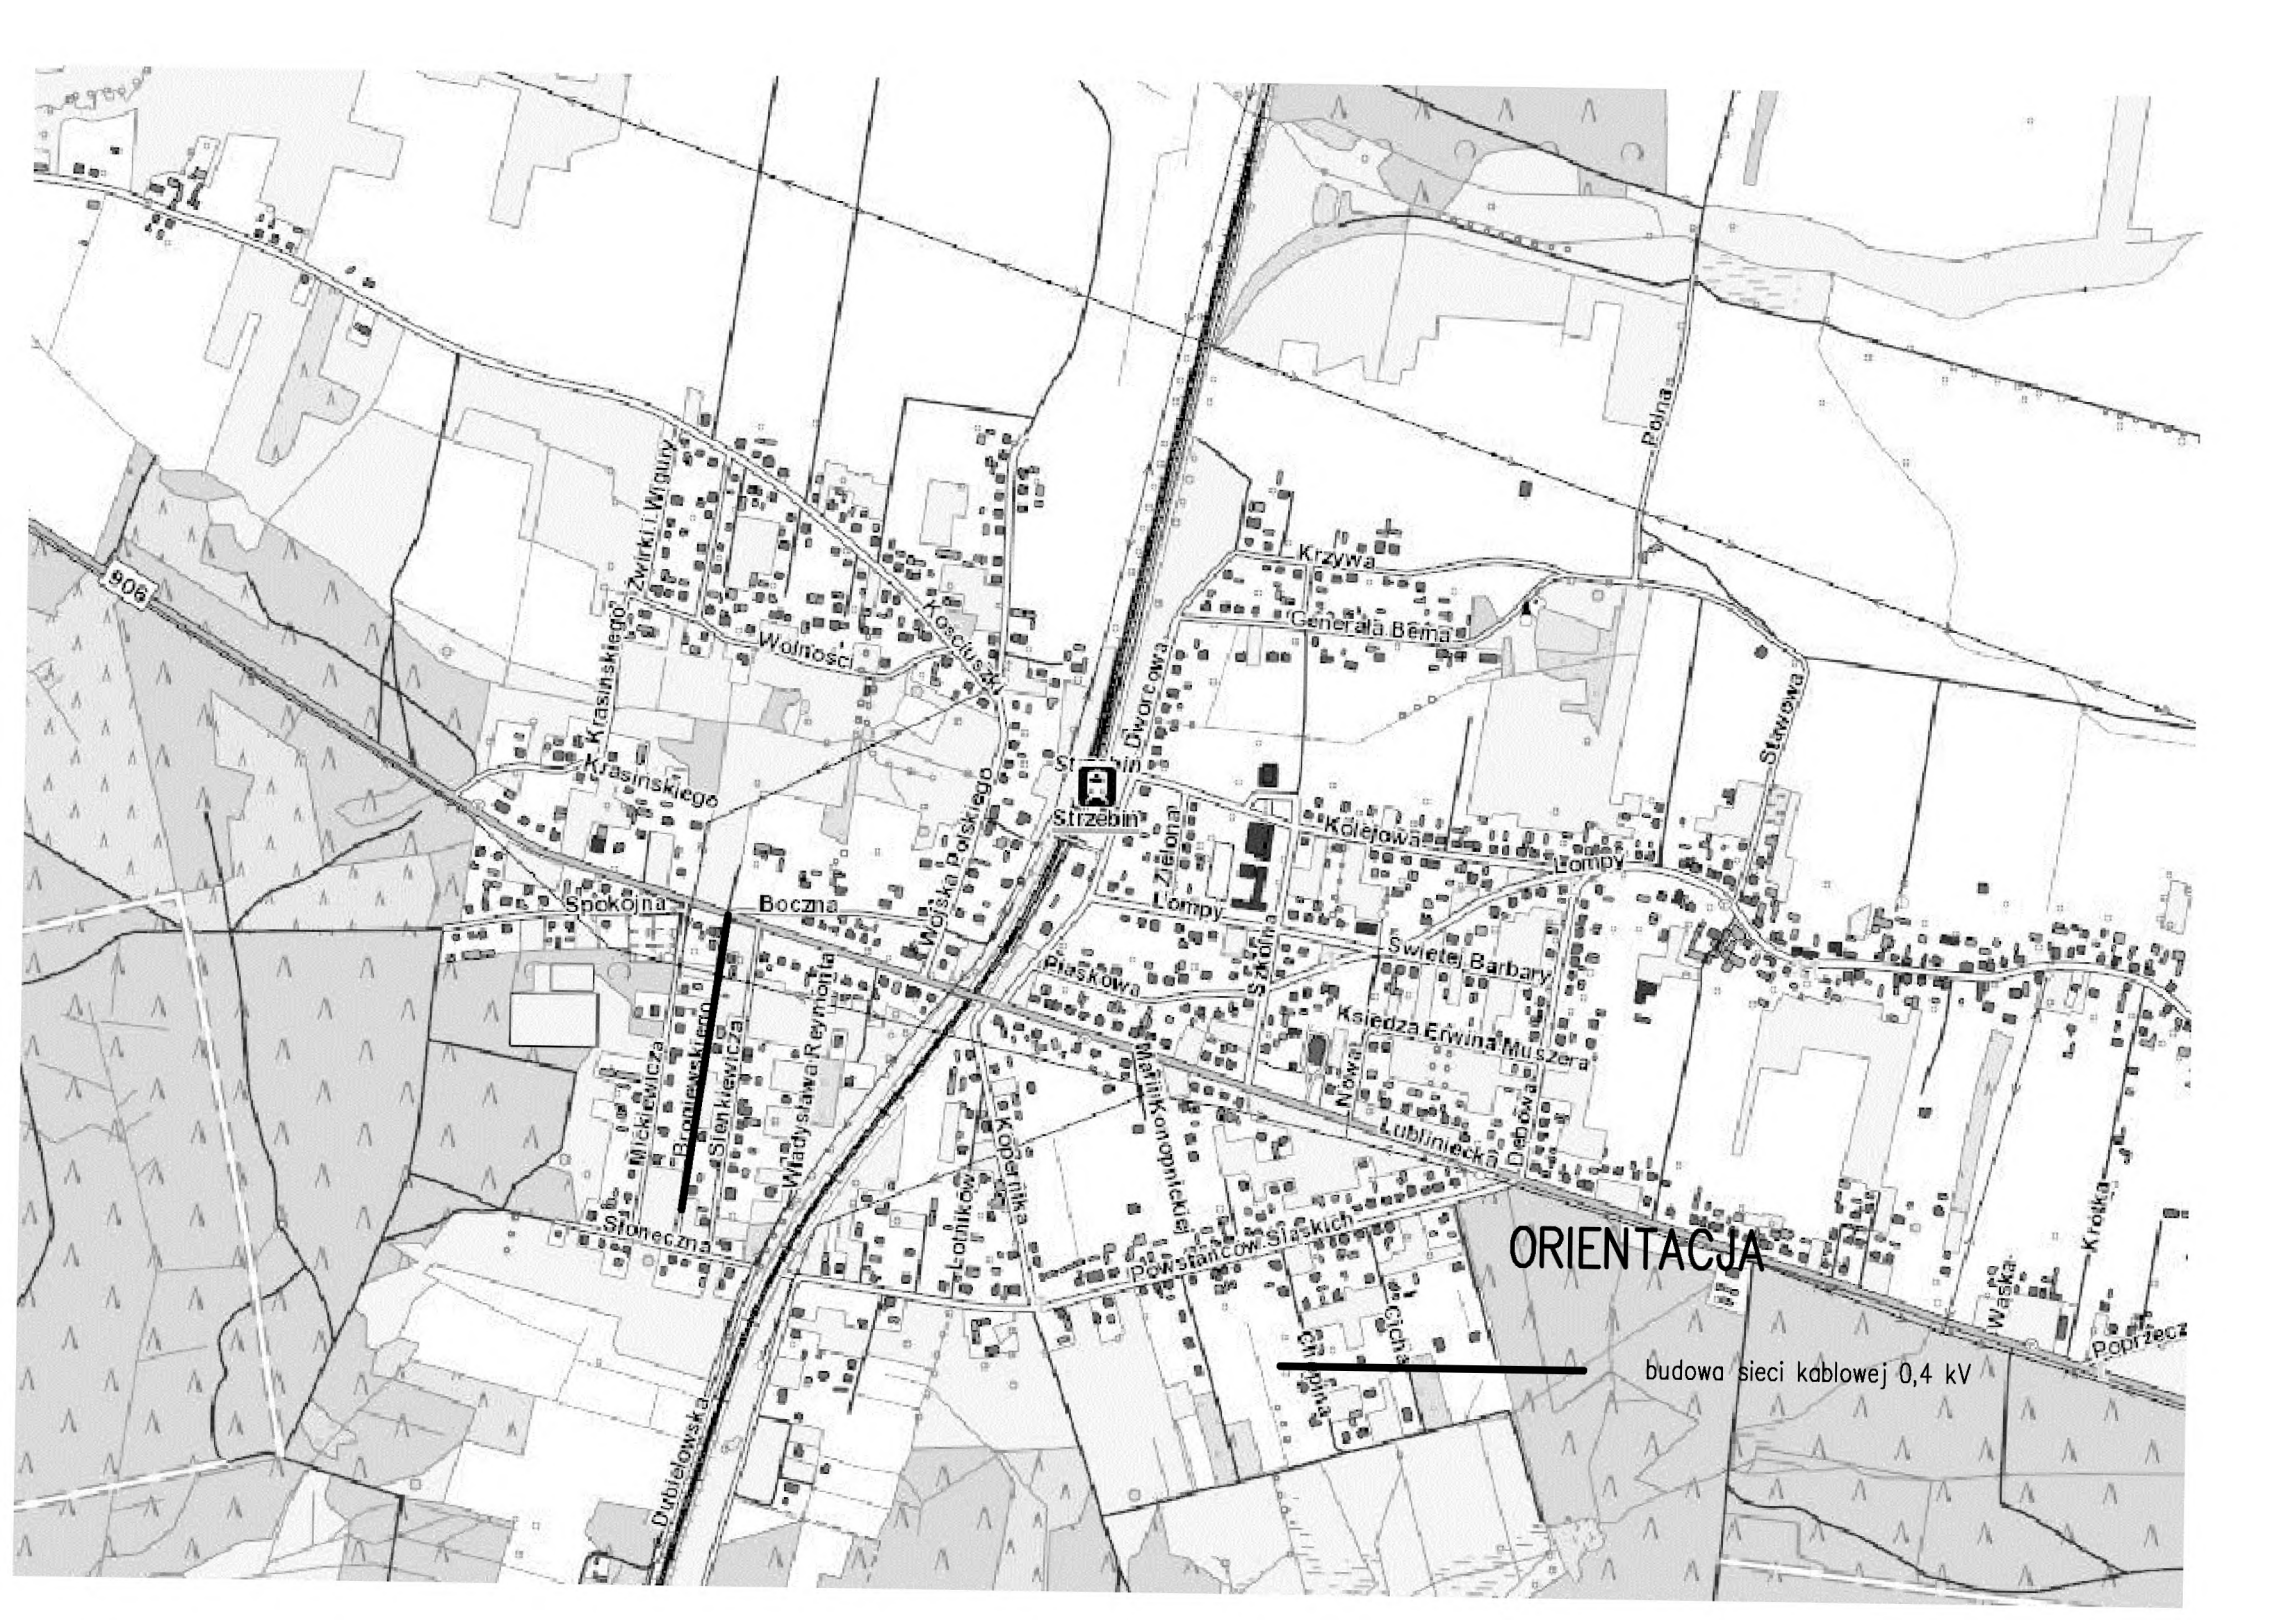 Polna
Żwirki i Wigury
Krzywa
906
Generała Bema
Kościuszki
Wolności
Krasińskiego
Dworcowa
Stawowa
Krasińskiego
Strzebiń
Wojska Polskiego
Zielona
Kolejowa
Lompy
Spokojna
Boczna
Lompy
Świętej Barbary
Piaskowa
Szkolna
Księdza Erwina Muszera
Mickiewicza
Broniewskiego
Sienkiewicza
Władysława Reymonta
Marii Konopnickiej
Nowa
Lubliniecka
Dębowa
Kopernika
Lotników
Słoneczna
Powstańców Śląskich
Krótka
ORIENTACJA
Wąska
Cicha
Chopina
Poprzecz
budowa sieci kablowej 0,4 kV
Dubielowska